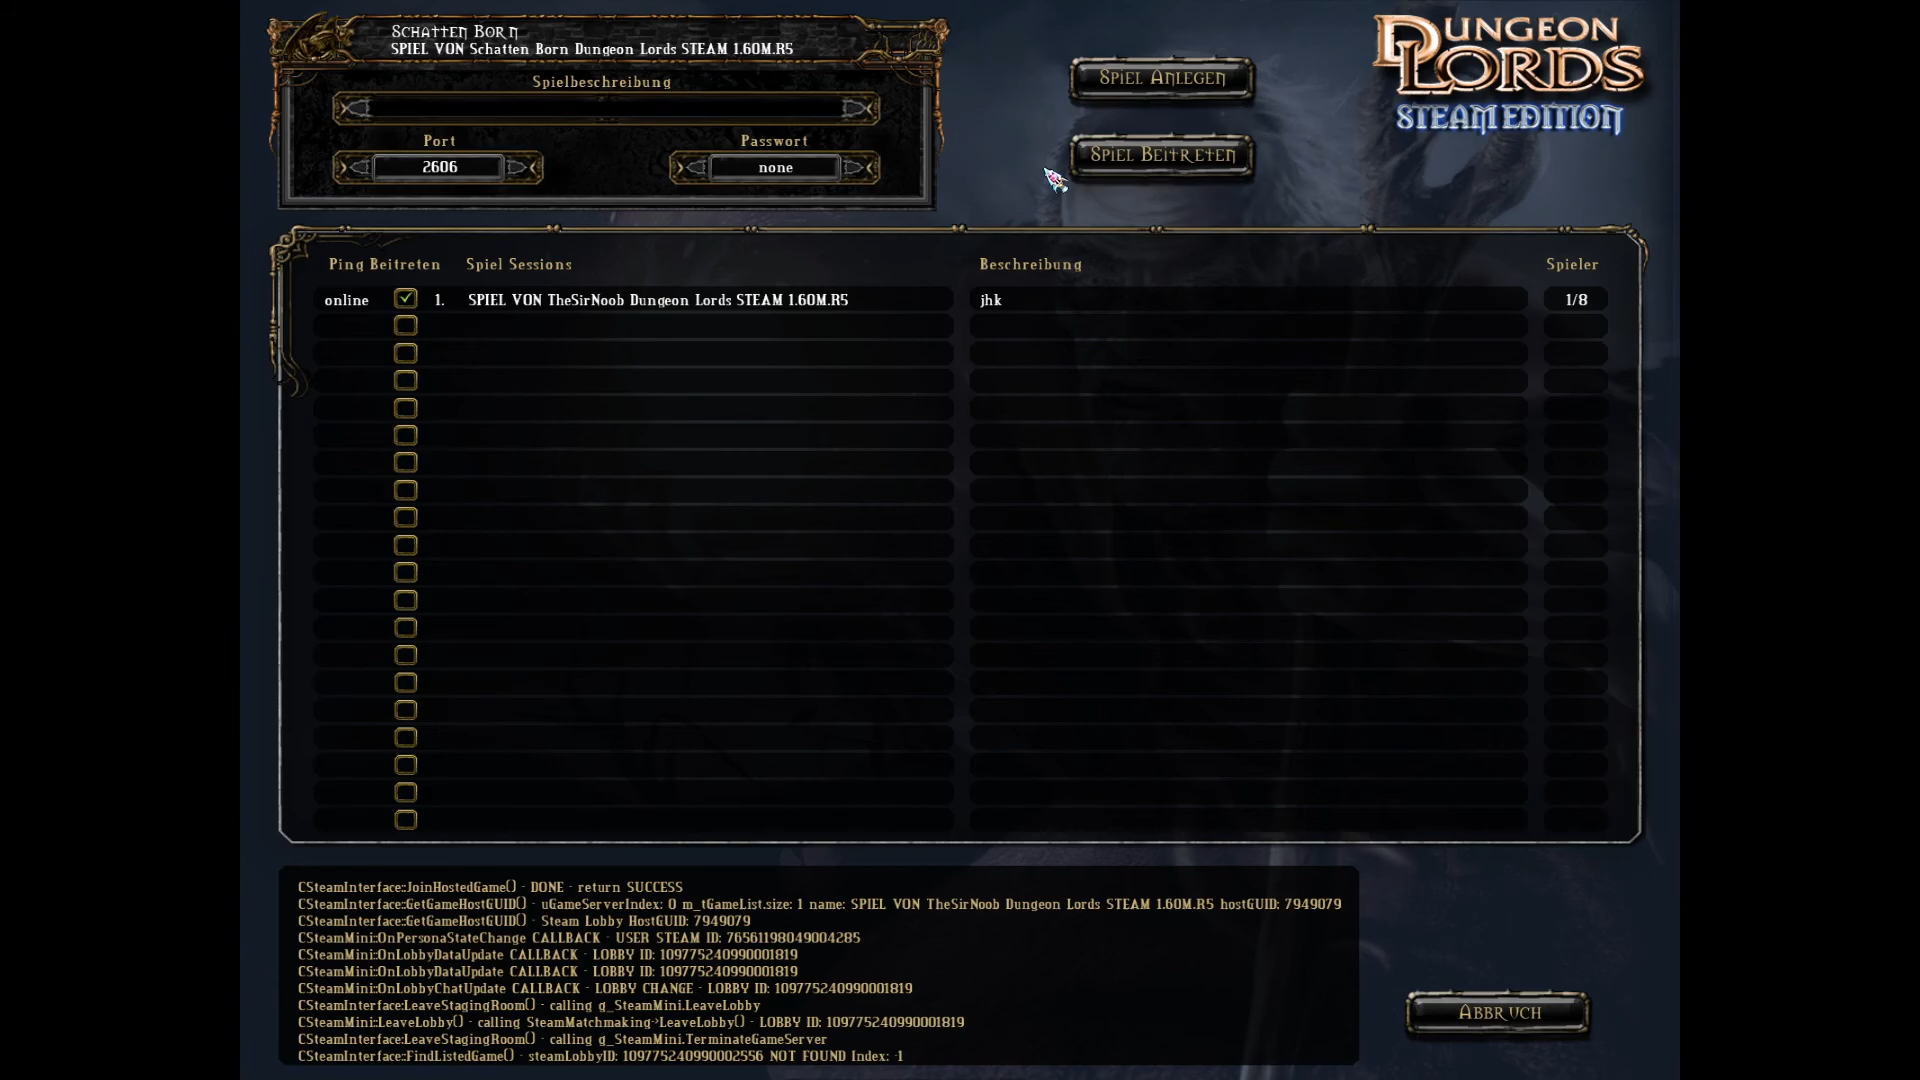 Schatten Born
SPIEL VON Schatten Born Dungeon Lords STEAM 1.60M.R5
Spielbeschreibung
Port
Passwort
2606
none
Spiel Anlegen
Spiel Beitreten
Dungeon
Lords
STEAM EDITION
Ping Beitreten Spiel Sessions Beschreibung Spieler
online 1. SPIEL VON TheSirNoob Dungeon Lords STEAM 1.60M.R5 jhk 1/8
CSteamInterface::JoinHostedGame() - DONE - return SUCCESS
CSteamInterface::GetGameHostGUID() - uGameServerIndex: 0 m_tGameList.size: 1 name: SPIEL VON TheSirNoob Dungeon Lords STEAM 1.60M.R5 hostGUID: 7949079
CSteamInterface::GetGameHostGUID() - Steam Lobby HostGUID: 7949079
CSteamMini::OnPersonaStateChange CALLBACK - USER STEAM ID: 76561198049004285
CSteamMini::OnLobbyDataUpdate CALLBACK - LOBBY ID: 109775240990001819
CSteamMini::OnLobbyDataUpdate CALLBACK - LOBBY ID: 109775240990001819
CSteamMini::OnLobbyChatUpdate CALLBACK - LOBBY CHANGE - LOBBY ID: 109775240990001819
CSteamInterface:LeaveStagingRoom() - calling g_SteamMini.LeaveLobby
CSteamMini::LeaveLobby() - calling SteamMatchmaking->LeaveLobby() - LOBBY ID: 109775240990001819
CSteamInterface:LeaveStagingRoom() - calling g_SteamMini.TerminateGameServer
CSteamInterface::FindListedGame() - steamLobbyID: 109775240990002556 NOT FOUND Index: -1
Abbruch